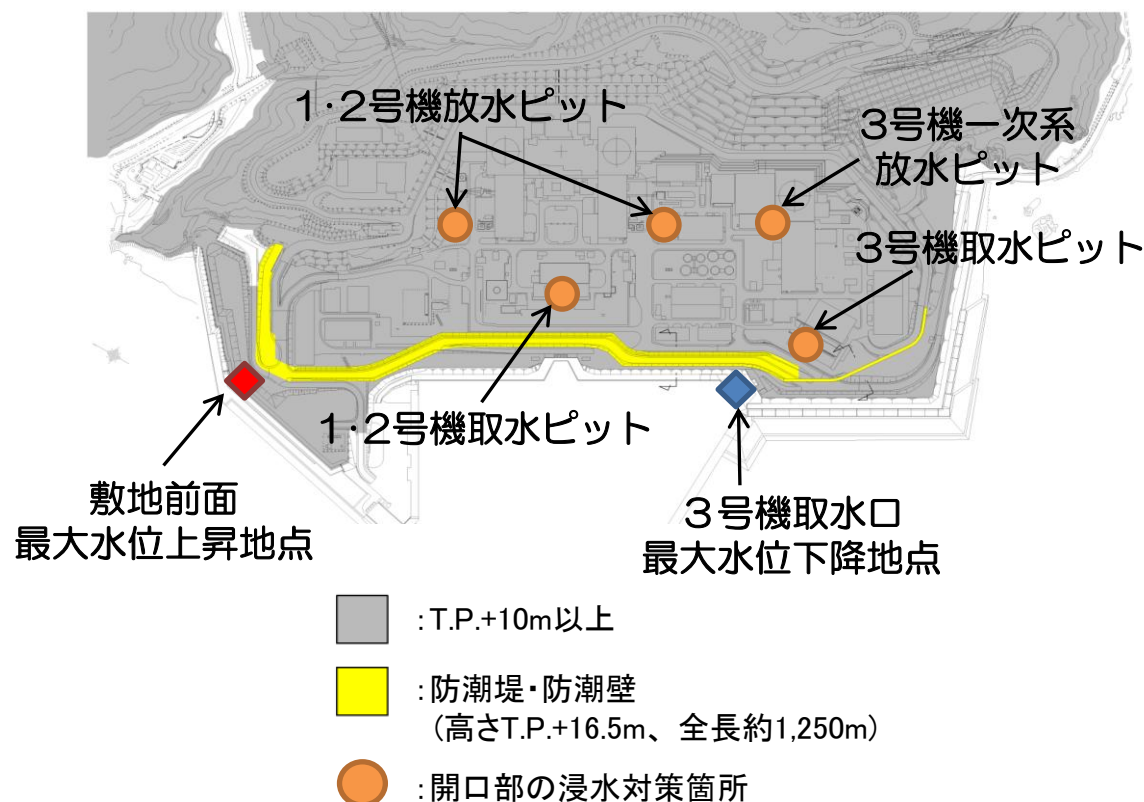 1・2号機放水ピット
3号機一次系
放水ピット
3号機取水ピット
1・2号機取水ピット
敷地前面
最大水位上昇地点
3号機取水口
最大水位下降地点
：T.P.+10m以上
：防潮堤・防潮壁
（高さT.P.+16.5m、全長約1,250m）
：開口部の浸水対策箇所